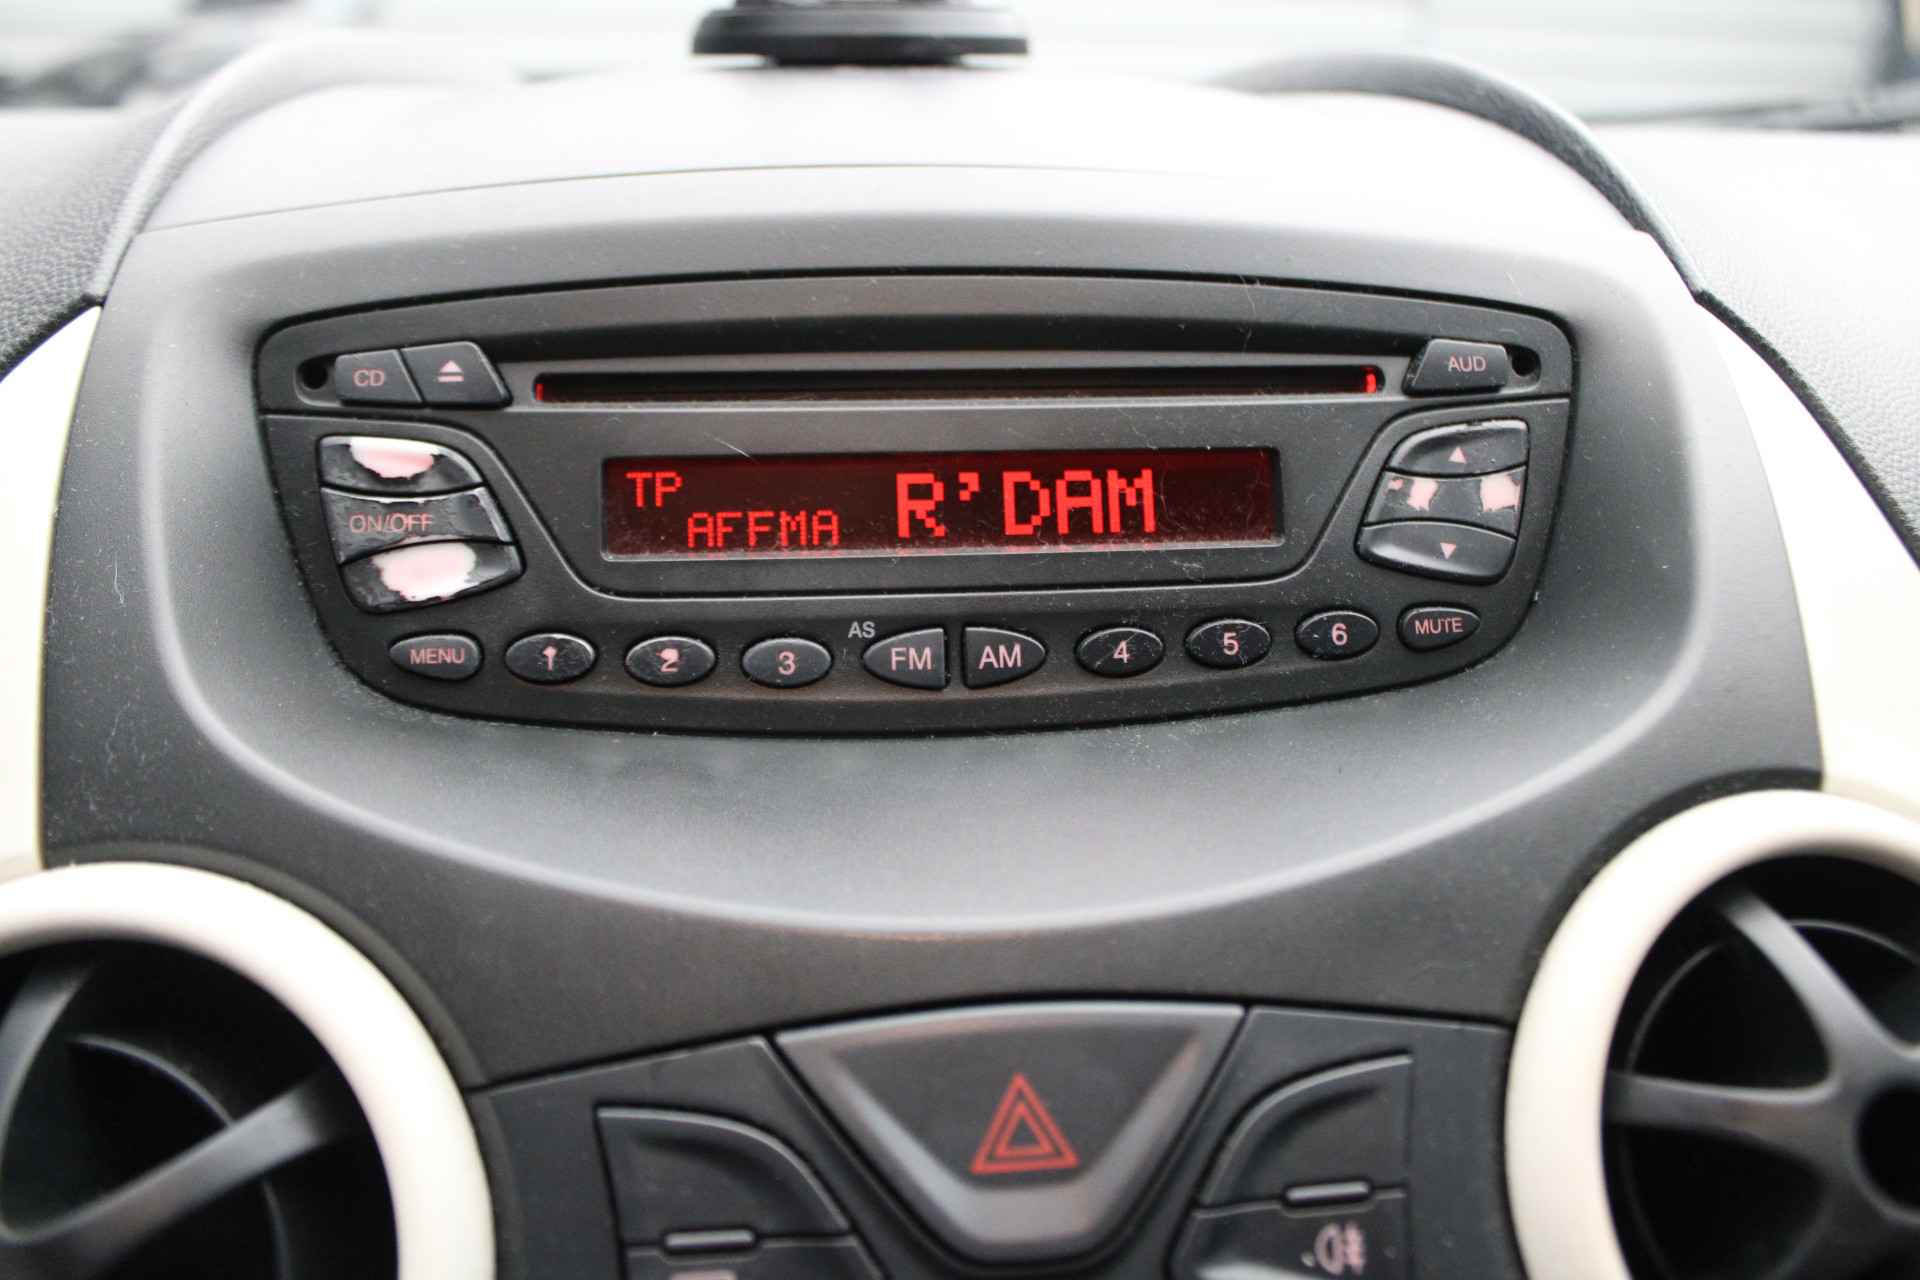 CD
AUD
TP
AFFMA R'DAM
ON/OFF
AS
MENU 1 2 3 FM AM 4 5 6 MUTE